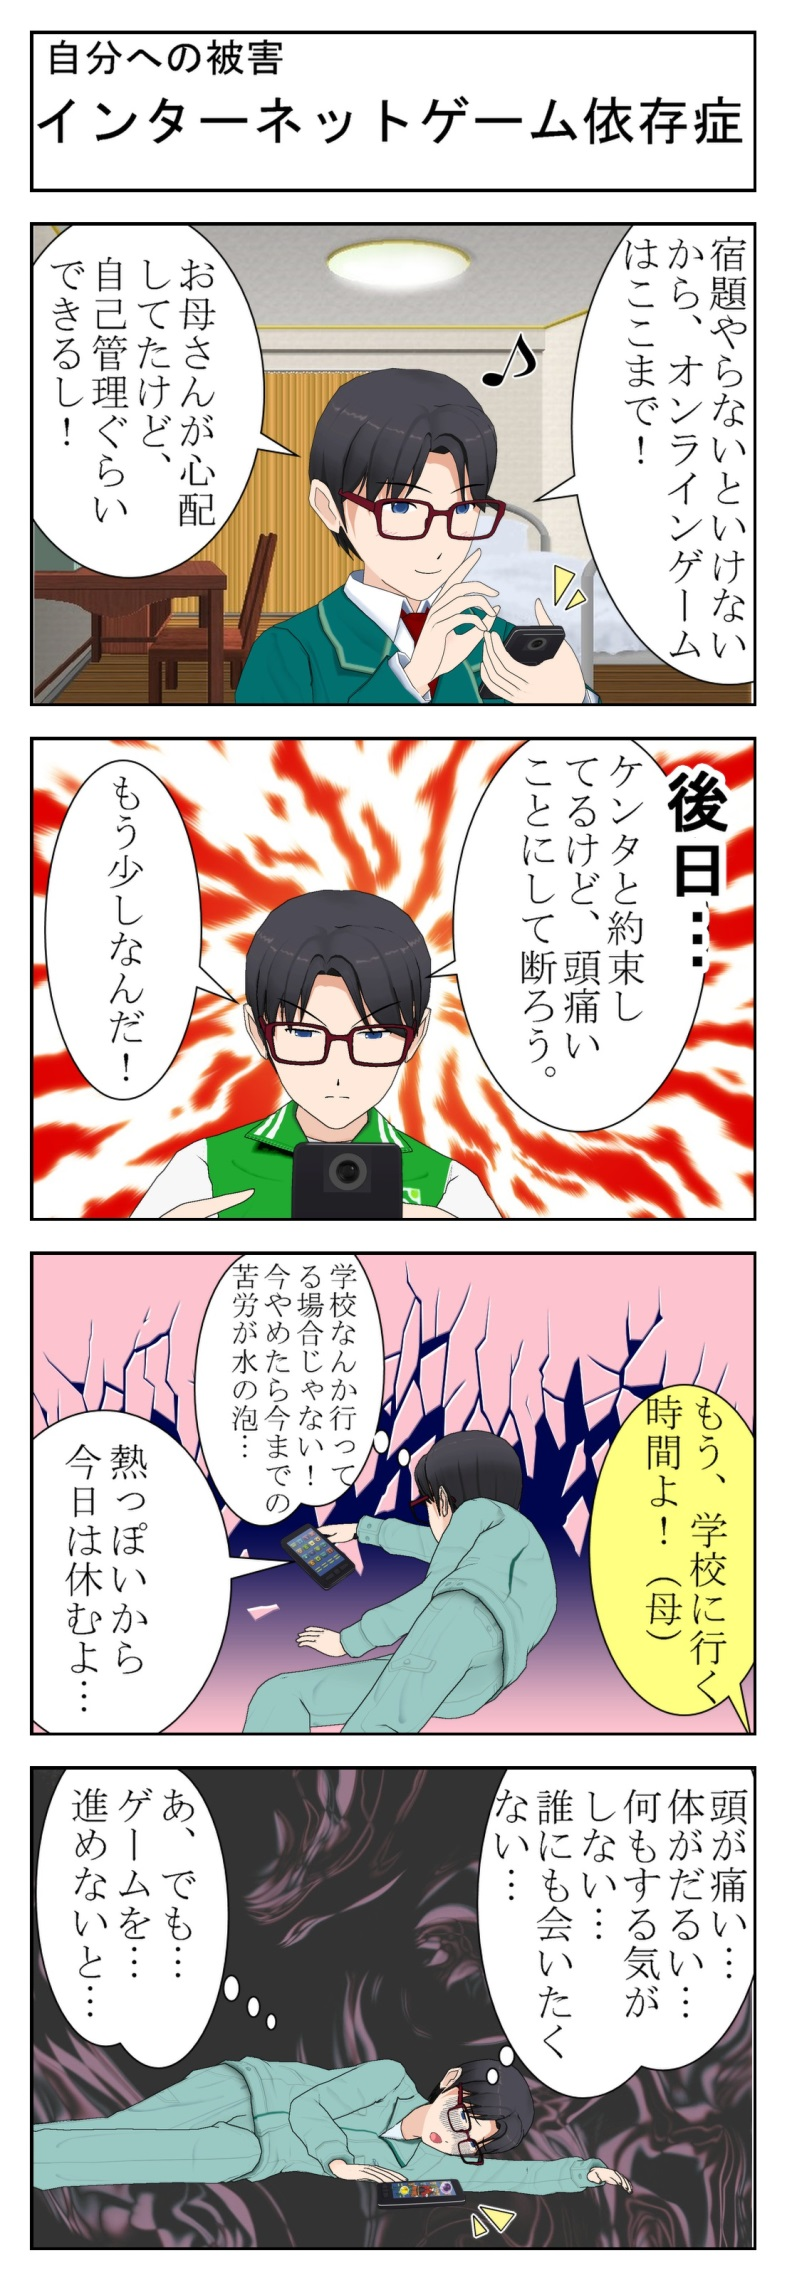 自分への被害
インターネットゲーム依存症
宿題やらないといけない
から、オンラインゲーム
はここまで！
お母さんが心配
してたけど、
自己管理ぐらい
できるし！
後日…
ケンタと約束し
てるけど、頭痛い
ことにして断ろう。
もう少しなんだ！
もう、学校に行く
時間よ！（母）
学校なんか行って
る場合じゃない！
今やめたら今までの
苦労が水の泡…
熱っぽいから
今日は休むよ…
頭が痛い…
体がだるい…
何もする気が
しない…
誰にも会いたく
ない…
あ、でも…
ゲームを…
進めないと…